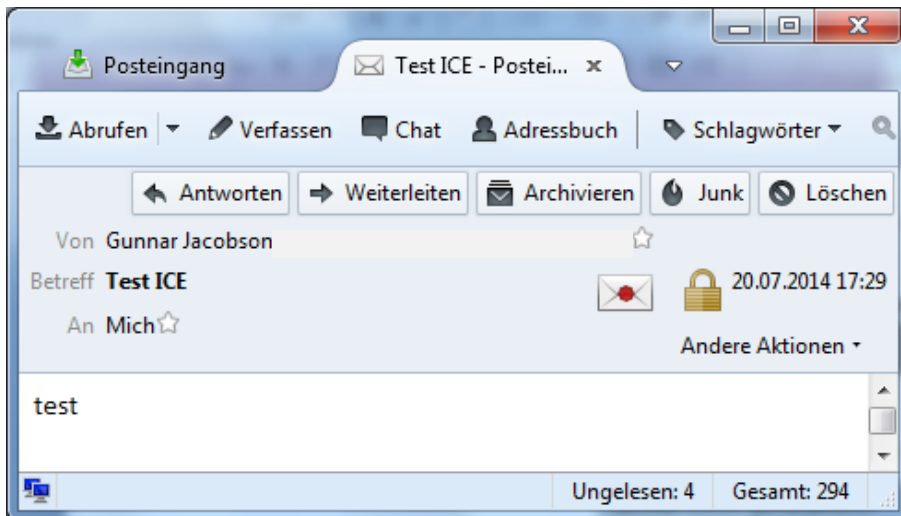 Posteingang Test ICE - Postei...
Abrufen Verfassen Chat Adressbuch Schlagwörter
Antworten Weiterleiten Archivieren Junk Löschen
Von Gunnar Jacobson
Betreff Test ICE 20.07.2014 17:29
An Mich
Andere Aktionen
test
Ungelesen: 4 Gesamt: 294